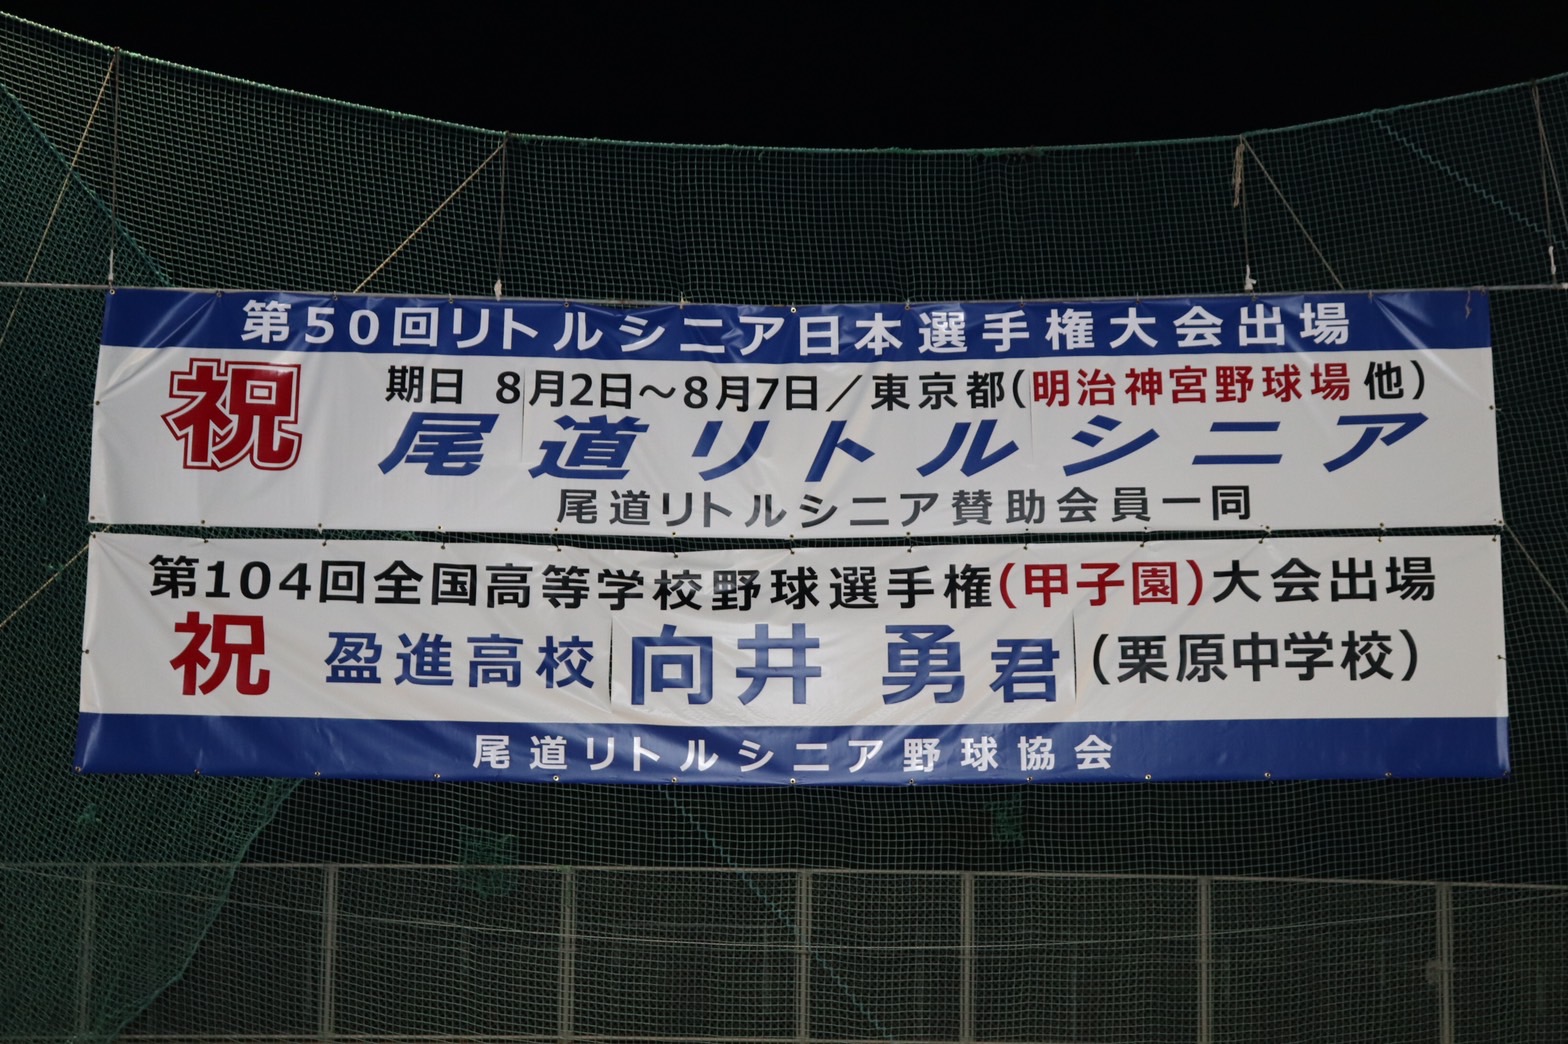 第50回リトルシニア日本選手権大会出場
祝
期日 8月2日～8月7日／東京都(明治神宮野球場 他)
尾道リトルシニア
尾道リトルシニア賛助会員一同
第104回全国高等学校野球選手権(甲子園)大会出場
祝 盈進高校 向井 勇君 (栗原中学校)
尾道リトルシニア野球協会